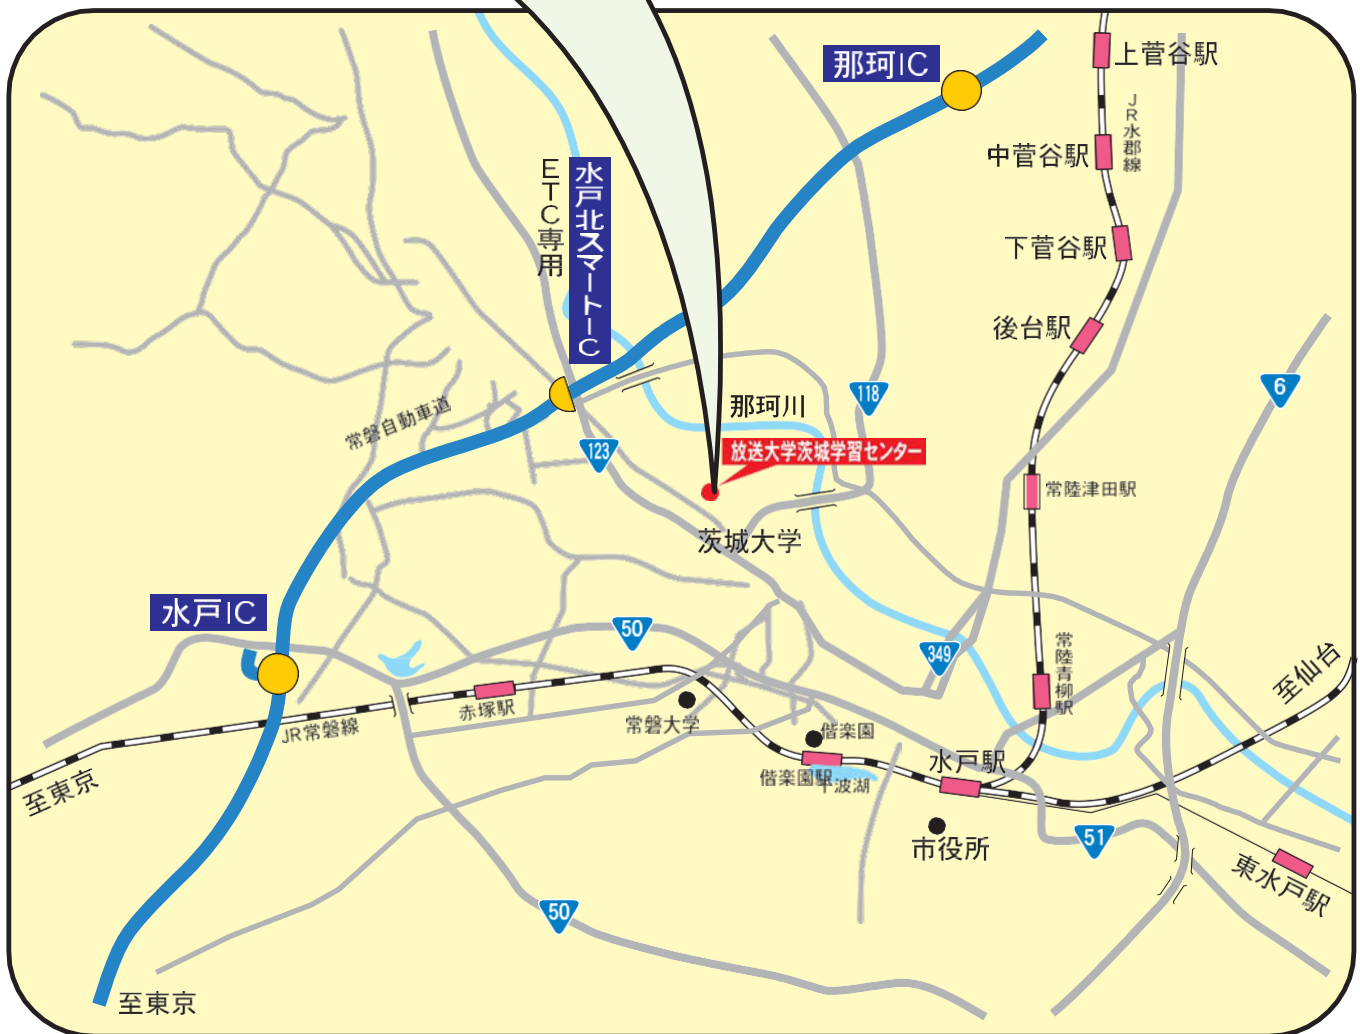 那珂IC
上菅谷駅
JR水郡線
中菅谷駅
ETC専用
水戸北スマートIC
下菅谷駅
後台駅
6
118
那珂川
常磐自動車道
123
放送大学茨城学習センター
常陸津田駅
茨城大学
水戸IC
50
349
常陸青柳駅
至仙台
赤塚駅
常磐大学
JR常磐線
偕楽園
水戸駅
偕楽園駅
千波湖
至東京
51
市役所
東水戸駅
50
至東京